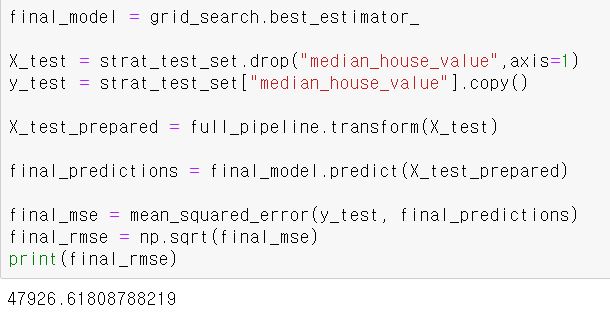 final_model = grid_search.best_estimator_
X_test = strat_test_set.drop("median_house_value",axis=1)
y_test = strat_test_set["median_house_value"].copy()
X_test_prepared = full_pipeline.transform(X_test)
final_predictions = final_model.predict(X_test_prepared)
final_mse = mean_squared_error(y_test, final_predictions)
final_rmse = np.sqrt(final_mse)
print(final_rmse)
47926.61808788219